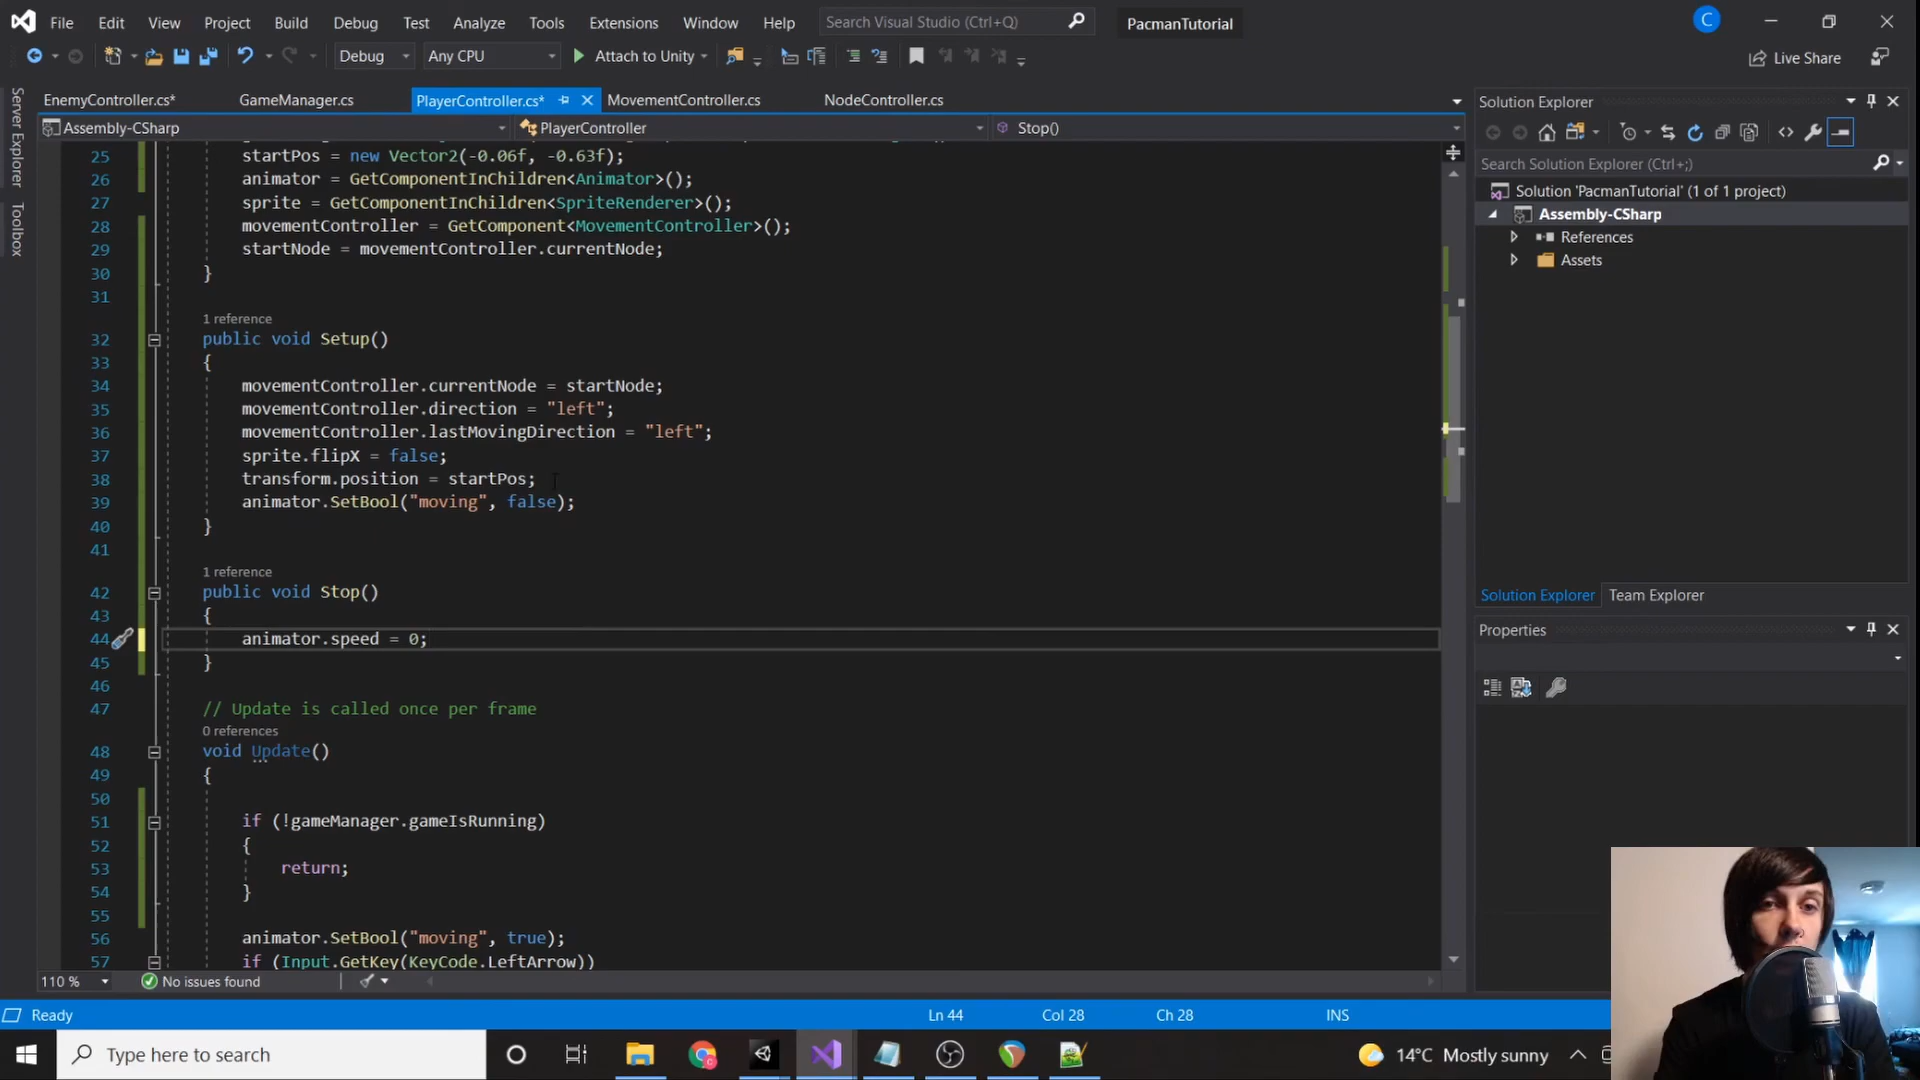 File Edit View Project Build Debug Test Analyze Tools Extensions Window Help Search Visual Studio (Ctrl+Q) PacmanTutorial C
Debug Any CPU Attach to Unity Live Share
Server Explorer
Toolbox
EnemyController.cs* GameManager.cs PlayerController.cs* MovementController.cs NodeController.cs
Assembly-CSharp PlayerController Stop()
25 startPos = new Vector2(-0.06f, -0.63f);
26 animator = GetComponentInChildren<Animator>();
27 sprite = GetComponentInChildren<SpriteRenderer>();
28 movementController = GetComponent<MovementController>();
29 startNode = movementController.currentNode;
30 }
31
1 reference
32 public void Setup()
33 {
34 movementController.currentNode = startNode;
35 movementController.direction = "left";
36 movementController.lastMovingDirection = "left";
37 sprite.flipX = false;
38 transform.position = startPos;
39 animator.SetBool("moving", false);
40 }
41
1 reference
42 public void Stop()
43 {
44 animator.speed = 0;
45 }
46
47 // Update is called once per frame
0 references
48 void Update()
49 {
50
51 if (!gameManager.gameIsRunning)
52 {
53 return;
54 }
55
56 animator.SetBool("moving", true);
57 if (Input.GetKey(KeyCode.LeftArrow))
110 % No issues found
Solution Explorer
Search Solution Explorer (Ctrl+;)
Solution 'PacmanTutorial' (1 of 1 project)
Assembly-CSharp
References
Assets
Solution Explorer Team Explorer
Properties
Ready Ln 44 Col 28 Ch 28 INS
Type here to search 14°C Mostly sunny